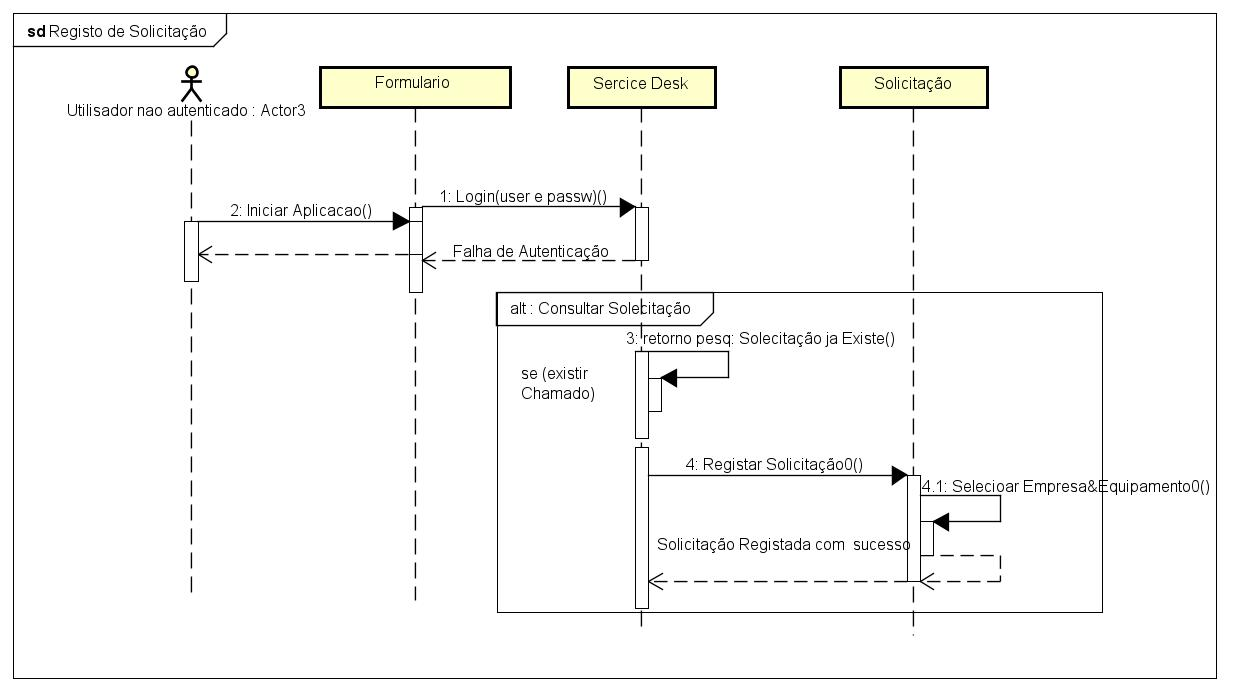 sd Registo de Solicitação
Formulario
Sercice Desk
Solicitação
Utilisador nao autenticado : Actor3
1: Login(user e passw)()
2: Iniciar Aplicacao()
Falha de Autenticação
alt : Consultar Solecitação
3: retorno pesq: Solecitação ja Existe()
se (existir
Chamado)
4: Registar Solicitação0()
4.1: Selecioar Empresa&Equipamento0()
Solicitação Registada com  sucesso